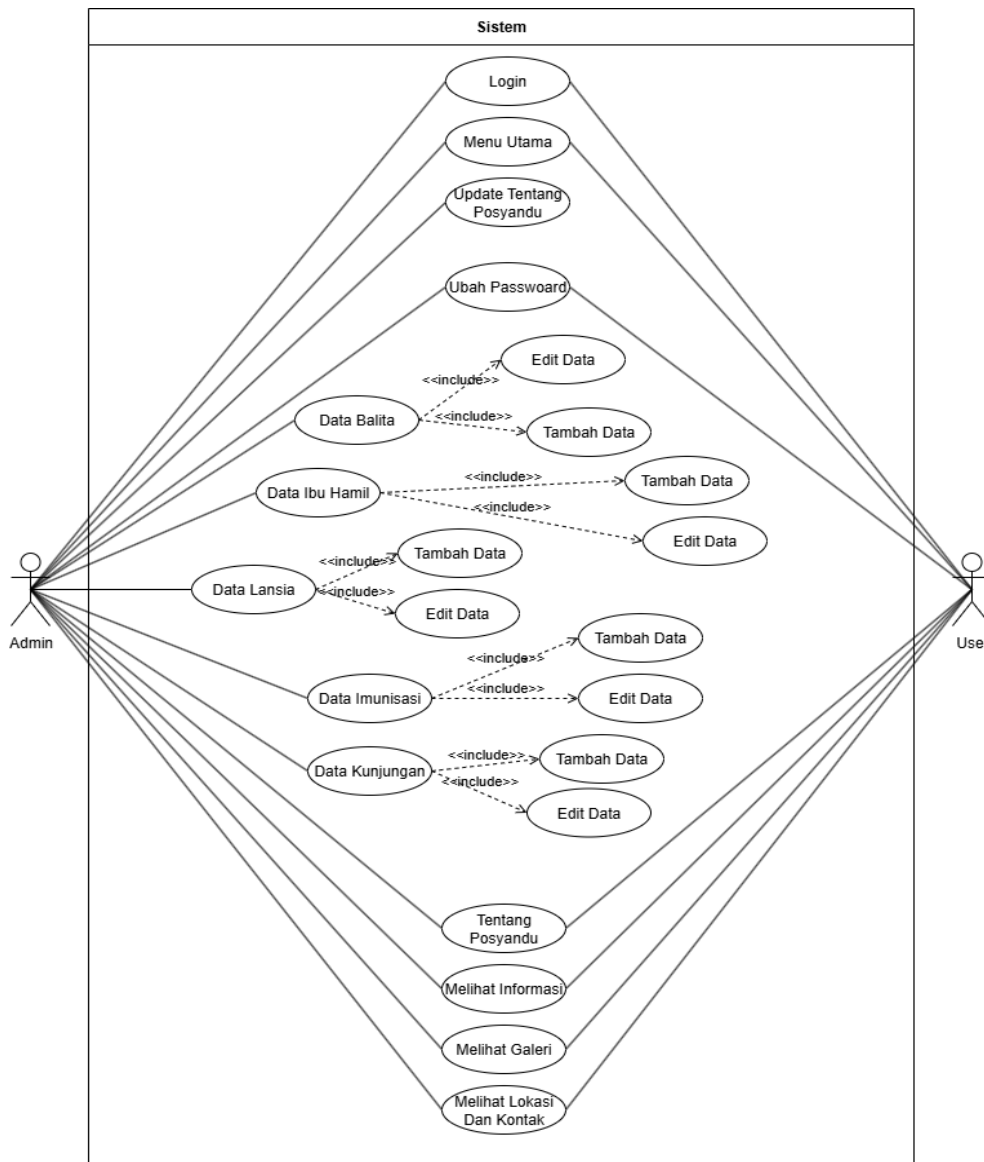 Sistem
Login
Menu Utama
Update Tentang
Posyandu
Ubah Passwoard
Edit Data
<<include>>
<<include>>
Data Balita
Tambah Data
<<include>>
Tambah Data
Data Ibu Hamil
<<include>>
Edit Data
Tambah Data
<<include>>
Data Lansia
<<include>>
Edit Data
Admin
User
Tambah Data
<<include>>
<<include>>
Data Imunisasi
Edit Data
<<include>>
Tambah Data
Data Kunjungan
<<include>>
Edit Data
Tentang
Posyandu
Melihat Informasi
Melihat Galeri
Melihat Lokasi
Dan Kontak